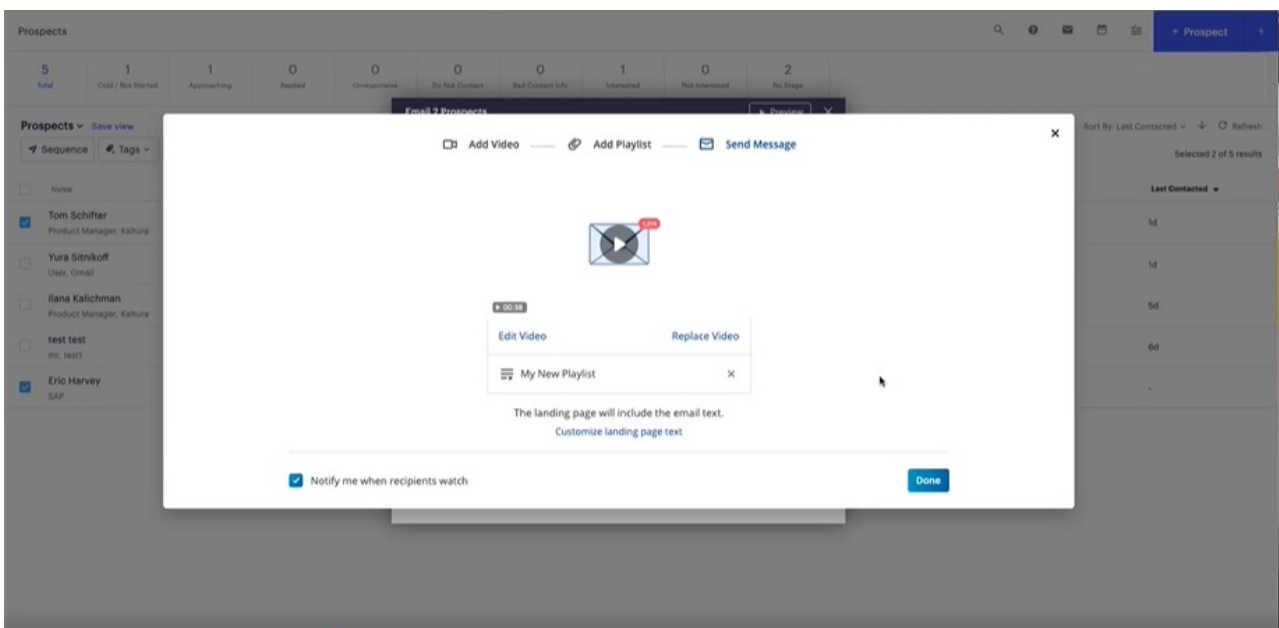 Prospects
+ Prospect
5 1 1 0 0 0 0 1 0 2
Total Cold / Not Started Approaching Replied Unresponsive Do Not Contact Bad Contact Info Interested Not Interested No Stage
Email 2 Prospects Preview
Prospects Save view
Sort By: Last Contacted Refresh
Add Video Add Playlist Send Message
Sequence Tags
Selected 2 of 5 results
Name
Last Contacted
Tom Schifter
Product Manager, Kaltura
1d
Yura Sitnikoff
User, Gmail
1d
Ilana Kalichman
Product Manager, Kaltura
5d
00:38
Edit Video Replace Video
test test
mr, test1
6d
My New Playlist
Eric Harvey
SAP
-
The landing page will include the email text.
Customize landing page text
Notify me when recipients watch
Done